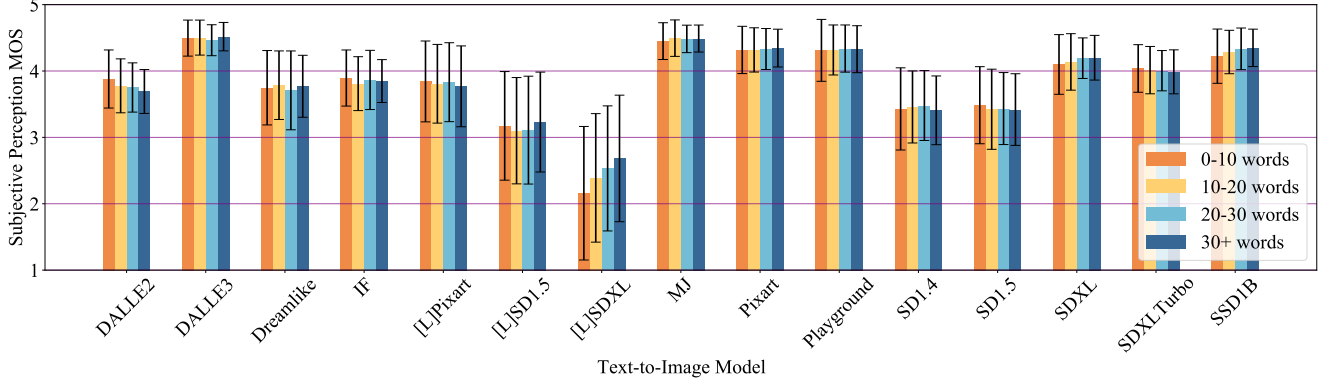 Subjective Perception MOS
5
4
3
2
1
0-10 words
10-20 words
20-30 words
30+ words
DALLE2
DALLE3
Dreamlike
IF
[L]Pixart
[L]SD1.5
[L]SDXL
MJ
Pixart
Playground
SD1.4
SD1.5
SDXL
SDXLTurbo
SSD1B
Text-to-Image Model